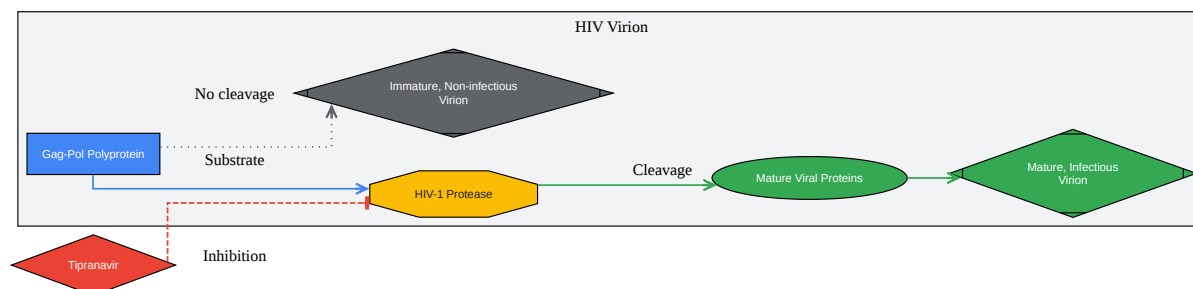 HIV Virion
Immature, Non-infectious
Virion
No cleavage
Gag-Pol Polyprotein
Substrate
Cleavage
Mature Viral Proteins
Mature, Infectious
Virion
HIV-1 Protease
Inhibition
Tipranavir